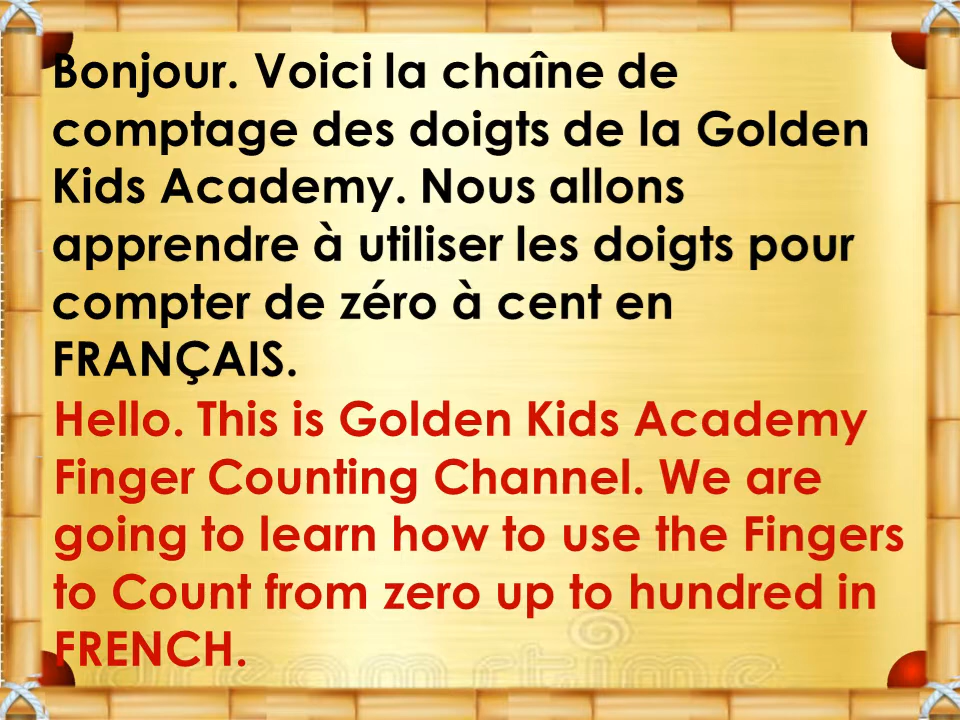 Bonjour. Voici la chaîne de
comptage des doigts de la Golden
Kids Academy. Nous allons
apprendre à utiliser les doigts pour
compter de zéro à cent en
FRANÇAIS.
Hello. This is Golden Kids Academy
Finger Counting Channel. We are
going to learn how to use the Fingers
to Count from zero up to hundred in
FRENCH.
dreamstime